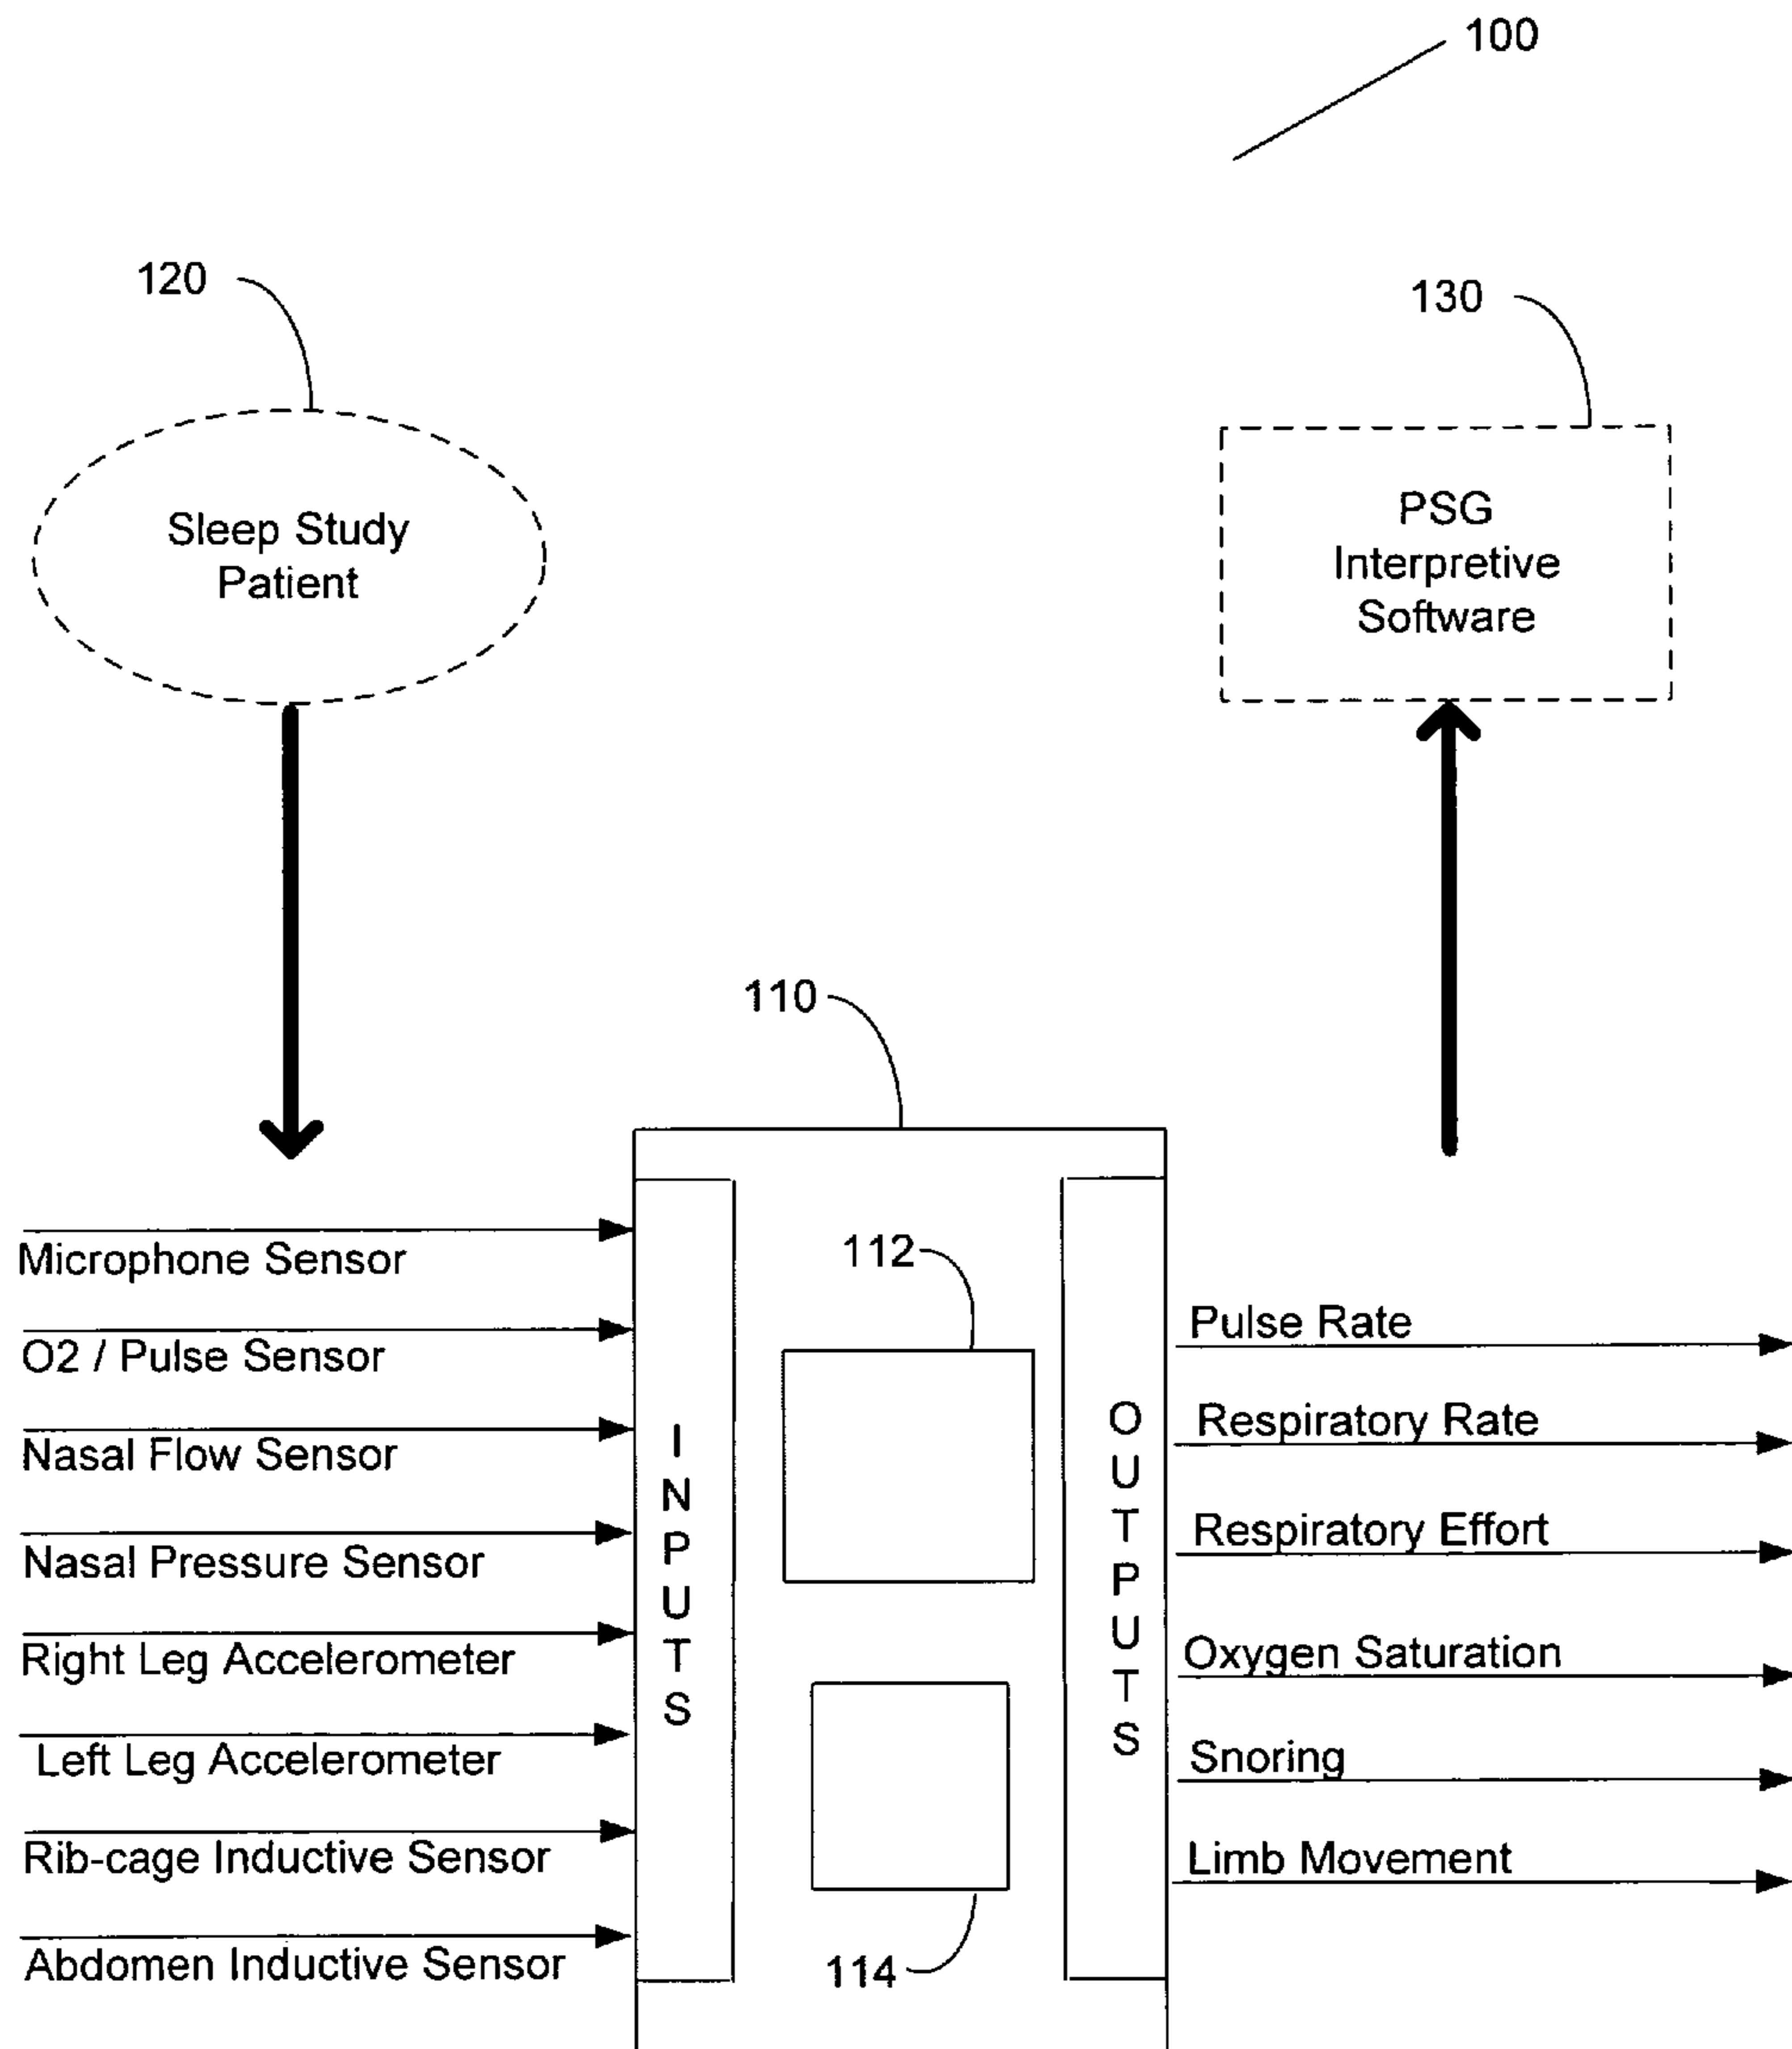 100
120
130
Sleep Study
Patient
PSG
Interpretive
Software
110
Microphone Sensor
O2 / Pulse Sensor
Nasal Flow Sensor
Nasal Pressure Sensor
Right Leg Accelerometer
Left Leg Accelerometer
Rib-cage Inductive Sensor
Abdomen Inductive Sensor
INPUTS
112
114
OUTPUTS
Pulse Rate
Respiratory Rate
Respiratory Effort
Oxygen Saturation
Snoring
Limb Movement